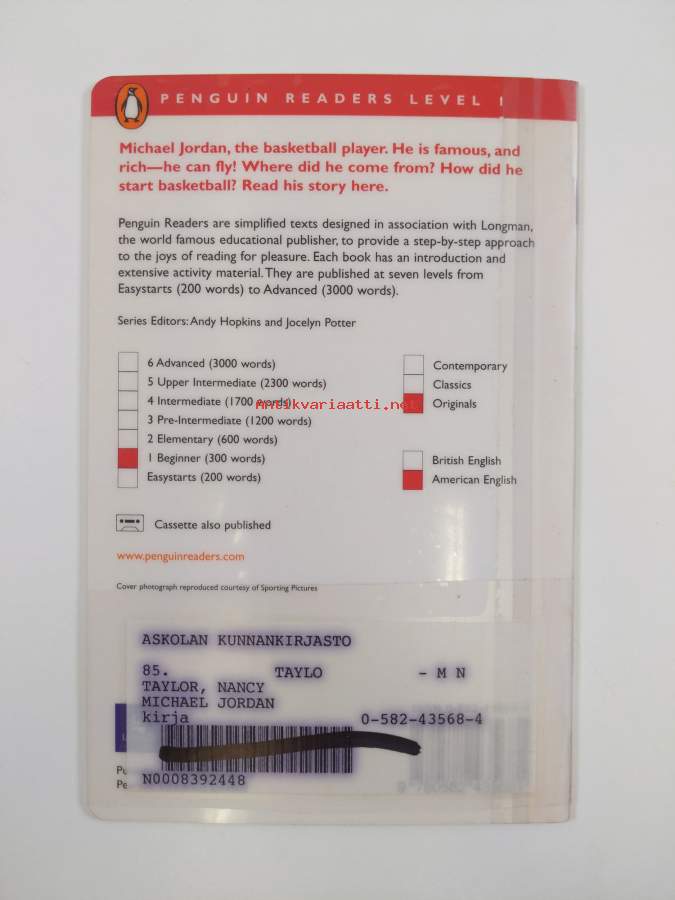 PENGUIN READERS LEVEL 1
Michael Jordan, the basketball player. He is famous, and
rich—he can fly! Where did he come from? How did he
start basketball? Read his story here.
Penguin Readers are simplified texts designed in association with Longman,
the world famous educational publisher, to provide a step-by-step approach
to the joys of reading for pleasure. Each book has an introduction and
extensive activity material. They are published at seven levels from
Easystarts (200 words) to Advanced (3000 words).
Series Editors: Andy Hopkins and Jocelyn Potter
6 Advanced (3000 words)
5 Upper Intermediate (2300 words)
4 Intermediate (1700 words)
3 Pre-Intermediate (1200 words)
2 Elementary (600 words)
1 Beginner (300 words)
Easystarts (200 words)
Contemporary
Classics
Originals
British English
American English
antikvariaatti.net
Cassette also published
www.penguinreaders.com
Cover photograph reproduced courtesy of Sporting Pictures
ASKOLAN KUNNANKIRJASTO
85. TAYLO - M N
TAYLOR, NANCY
MICHAEL JORDAN
kirja 0-582-43568-4
N0008392448